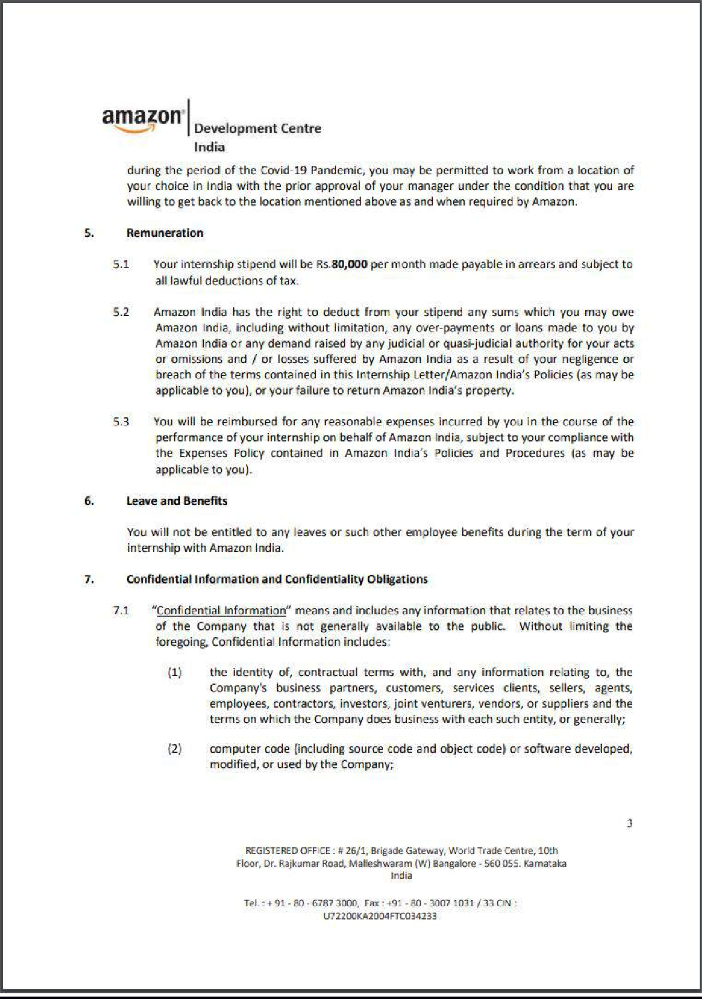 amazon®
Development Centre
India
during the period of the Covid-19 Pandemic, you may be permitted to work from a location of
your choice in India with the prior approval of your manager under the condition that you are
willing to get back to the location mentioned above as and when required by Amazon.
5. Remuneration
5.1 Your internship stipend will be Rs.80,000 per month made payable in arrears and subject to
all lawful deductions of tax.
5.2 Amazon India has the right to deduct from your stipend any sums which you may owe
Amazon India, including without limitation, any over-payments or loans made to you by
Amazon India or any demand raised by any judicial or quasi-judicial authority for your acts
or omissions and / or losses suffered by Amazon India as a result of your negligence or
breach of the terms contained in this Internship Letter/Amazon India's Policies (as may be
applicable to you), or your failure to return Amazon India's property.
5.3 You will be reimbursed for any reasonable expenses incurred by you in the course of the
performance of your internship on behalf of Amazon India, subject to your compliance with
the Expenses Policy contained in Amazon India's Policies and Procedures (as may be
applicable to you).
6. Leave and Benefits
You will not be entitled to any leaves or such other employee benefits during the term of your
internship with Amazon India.
7. Confidential Information and Confidentiality Obligations
7.1 "Confidential Information" means and includes any information that relates to the business
of the Company that is not generally available to the public. Without limiting the
foregoing, Confidential Information includes:
(1) the identity of, contractual terms with, and any information relating to, the
Company's business partners, customers, services clients, sellers, agents,
employees, contractors, investors, joint venturers, vendors, or suppliers and the
terms on which the Company does business with each such entity, or generally;
(2) computer code (including source code and object code) or software developed,
modified, or used by the Company;
3
REGISTERED OFFICE : # 26/1, Brigade Gateway, World Trade Centre, 10th
Floor, Dr. Rajkumar Road, Malleshwaram (W) Bangalore - 560 055. Karnataka
India
Tel. : + 91 - 80 - 6787 3000, Fax : +91 - 80 - 3007 1031 / 33 CIN :
U72200KA2004FTC034233